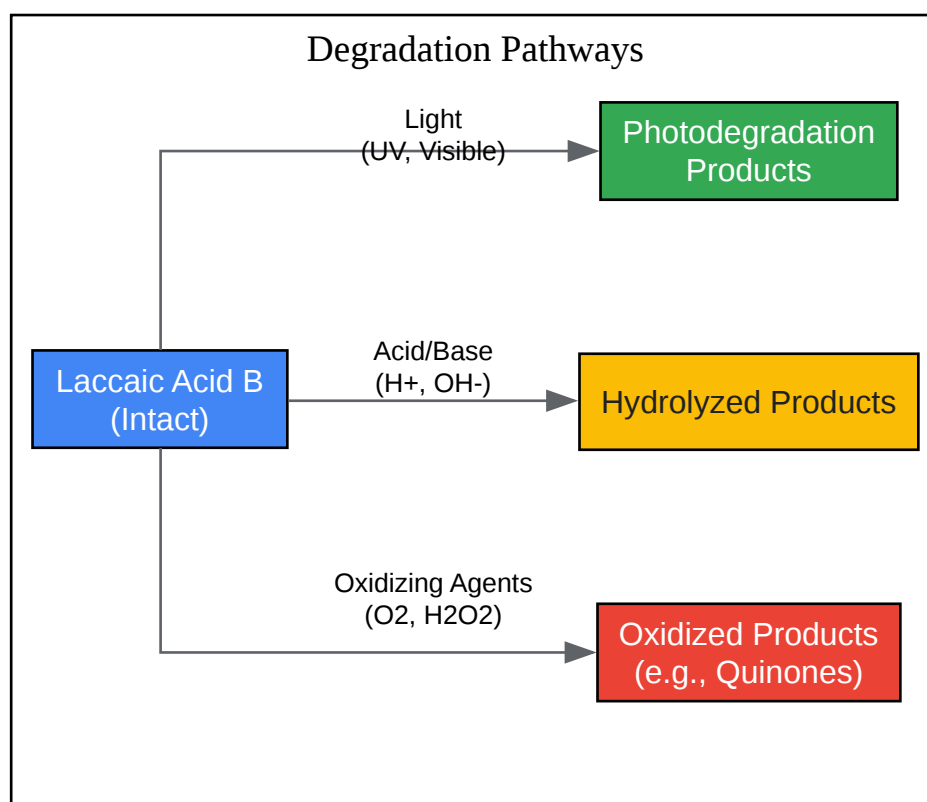 Degradation Pathways
Light
(UV, Visible)
Photodegradation
Products
Laccaic Acid B
(Intact)
Acid/Base
(H+, OH-)
Hydrolyzed Products
Oxidizing Agents
(O2, H2O2)
Oxidized Products
(e.g., Quinones)